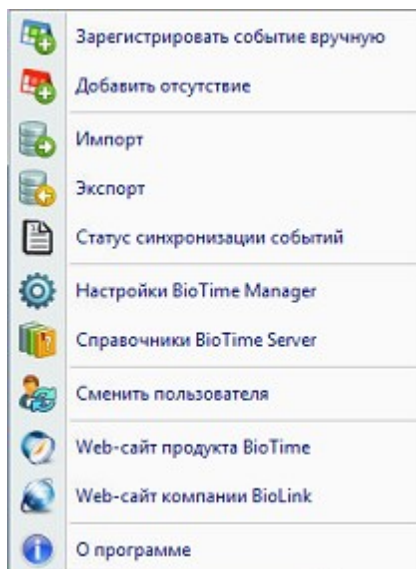 Зарегистрировать событие вручную
Добавить отсутствие
Импорт
Экспорт
Статус синхронизации событий
Настройки BioTime Manager
Справочники BioTime Server
Сменить пользователя
Web-сайт продукта BioTime
Web-сайт компании BioLink
О программе